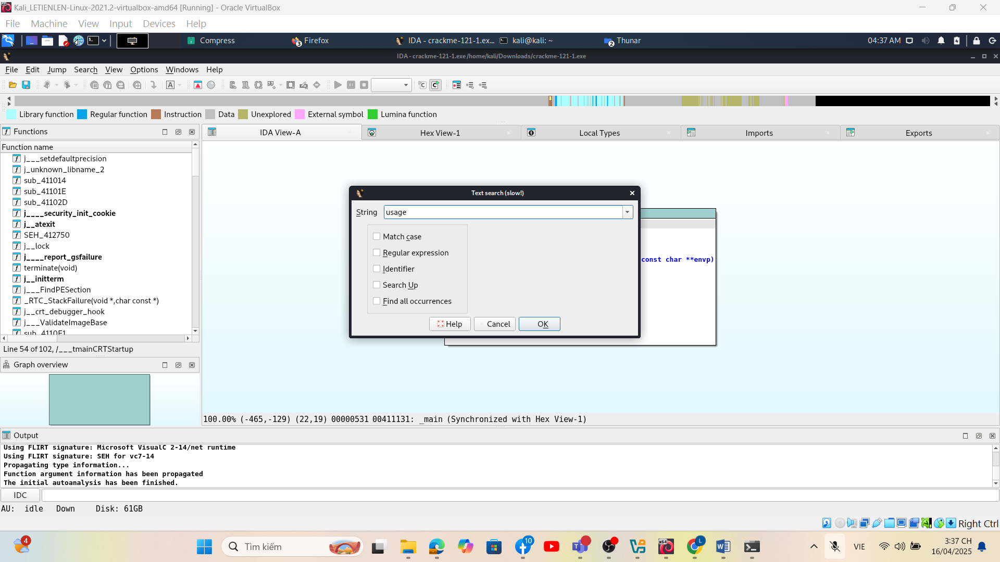 Kali_LETIENLEN-Linux-2021.2-virtualbox-amd64 [Running] - Oracle VirtualBox
File Machine View Input Devices Help
Compress 3 Firefox IDA - crackme-121-1.ex... kali@kali: ~ 2 Thunar 04:37 AM
IDA - crackme-121-1.exe /home/kali/Downloads/crackme-121-1.exe
File Edit Jump Search View Options Windows Help
Library function Regular function Instruction Data Unexplored External symbol Lumina function
Functions
IDA View-A Hex View-1 Local Types Imports Exports
Function name
j___setdefaultprecision
j_unknown_libname_2
sub_411014
sub_41101E
sub_41102D
j____security_init_cookie
j__atexit
SEH_412750
j__lock
j____report_gsfailure
terminate(void)
j__initterm
j___FindPESection
_RTC_StackFailure(void *,char const *)
j__crt_debugger_hook
j___ValidateImageBase
sub_4110F1
Line 54 of 102, /___tmainCRTStartup
Graph overview
Text search (slow!)
String usage
Match case
Regular expression
Identifier
Search Up
Find all occurrences
Help Cancel OK
const char **envp)
100.00% (-465,-129) (22,19) 00000531 00411131: _main (Synchronized with Hex View-1)
Output
Using FLIRT signature: Microsoft VisualC 2-14/net runtime
Using FLIRT signature: SEH for vc7-14
Propagating type information...
Function argument information has been propagated
The initial autoanalysis has been finished.
IDC
AU: idle Down Disk: 61GB
Right Ctrl
4 Tìm kiếm 10 x64 L VIE 3:37 CH
16/04/2025